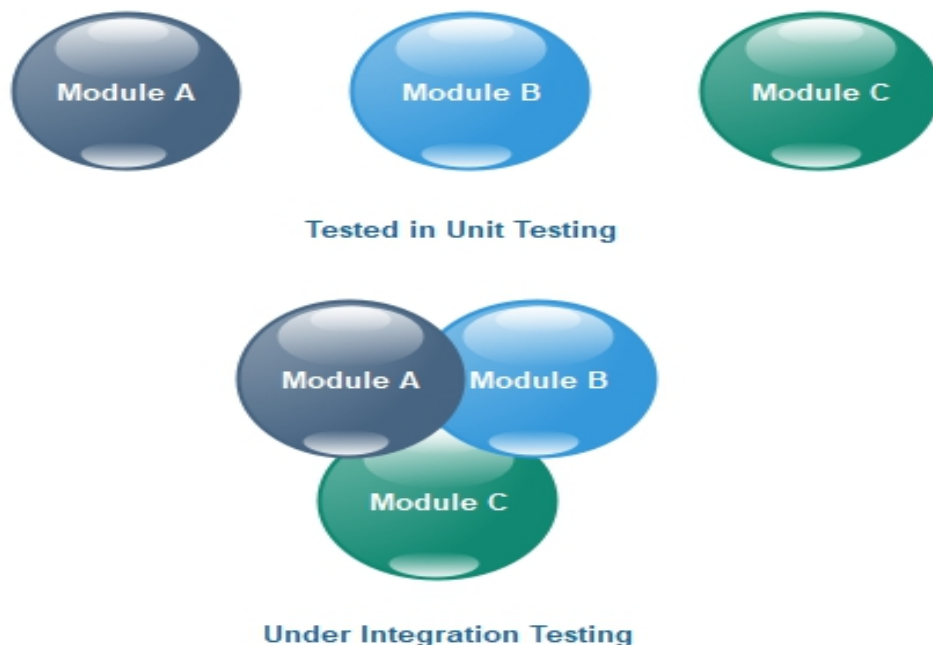 Module A
Module B
Module C
Tested in Unit Testing
Module A
Module B
Module C
Under Integration Testing